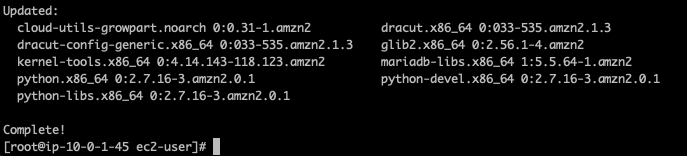 Updated:
cloud-utils-growpart.noarch 0:0.31-1.amzn2 dracut.x86_64 0:033-535.amzn2.1.3
dracut-config-generic.x86_64 0:033-535.amzn2.1.3 glib2.x86_64 0:2.56.1-4.amzn2
kernel-tools.x86_64 0:4.14.143-118.123.amzn2 mariadb-libs.x86_64 1:5.5.64-1.amzn2
python.x86_64 0:2.7.16-3.amzn2.0.1 python-devel.x86_64 0:2.7.16-3.amzn2.0.1
python-libs.x86_64 0:2.7.16-3.amzn2.0.1
Complete!
[root@ip-10-0-1-45 ec2-user]#